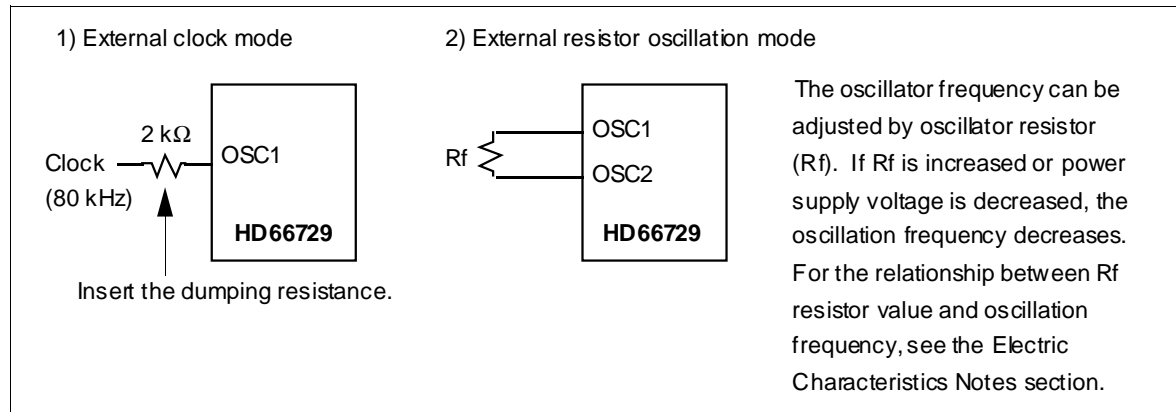 1) External clock mode
2 kΩ
Clock
(80 kHz)
OSC1
HD66729
Insert the dumping resistance.
2) External resistor oscillation mode
Rf
OSC1
OSC2
HD66729
The oscillator frequency can be
adjusted by oscillator resistor
(Rf). If Rf is increased or power
supply voltage is decreased, the
oscillation frequency decreases.
For the relationship between Rf
resistor value and oscillation
frequency, see the Electric
Characteristics Notes section.